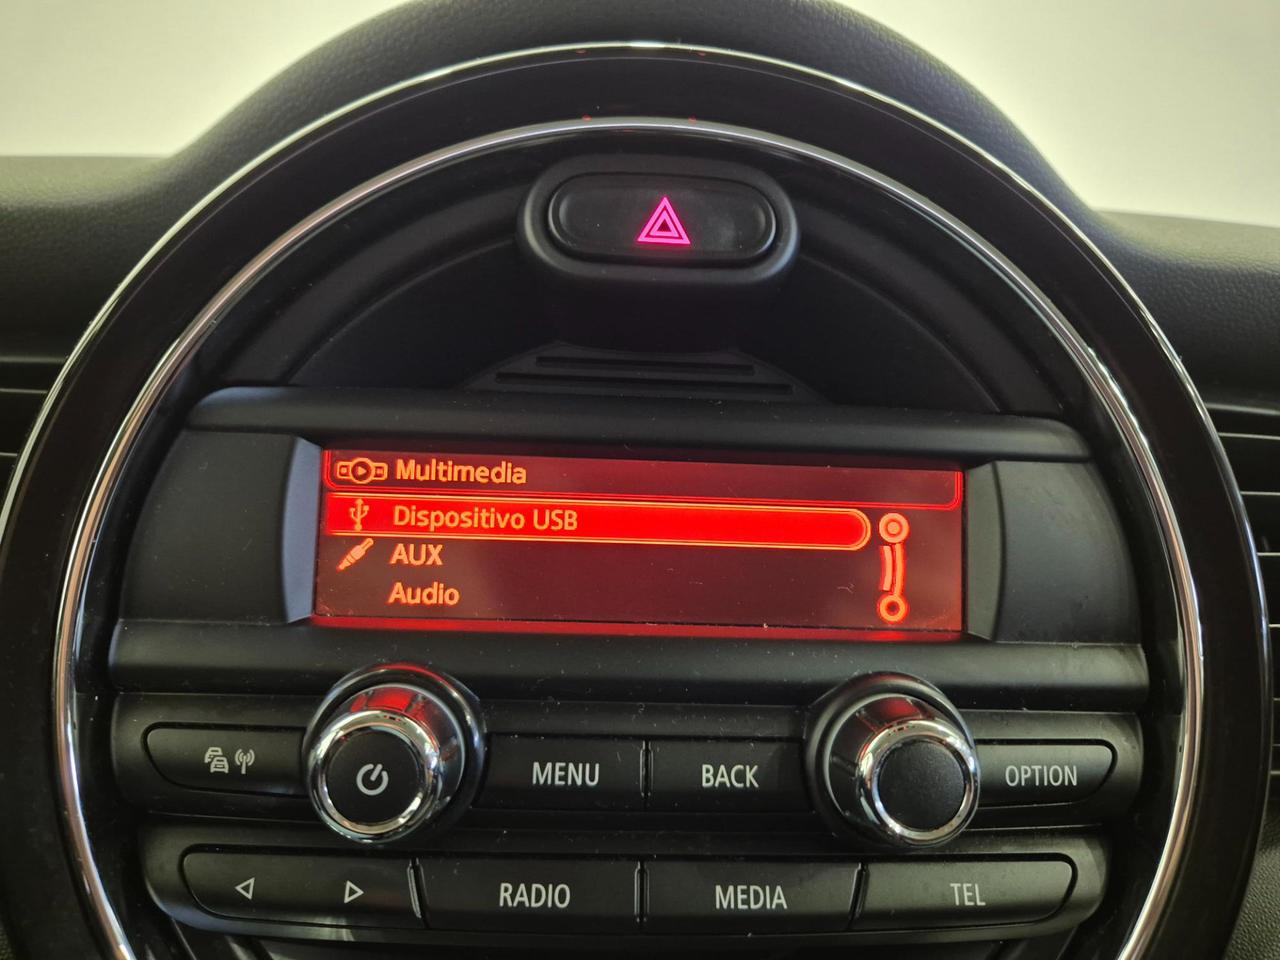 Multimedia
Dispositivo USB
AUX
Audio
MENU
BACK
OPTION
RADIO
MEDIA
TEL